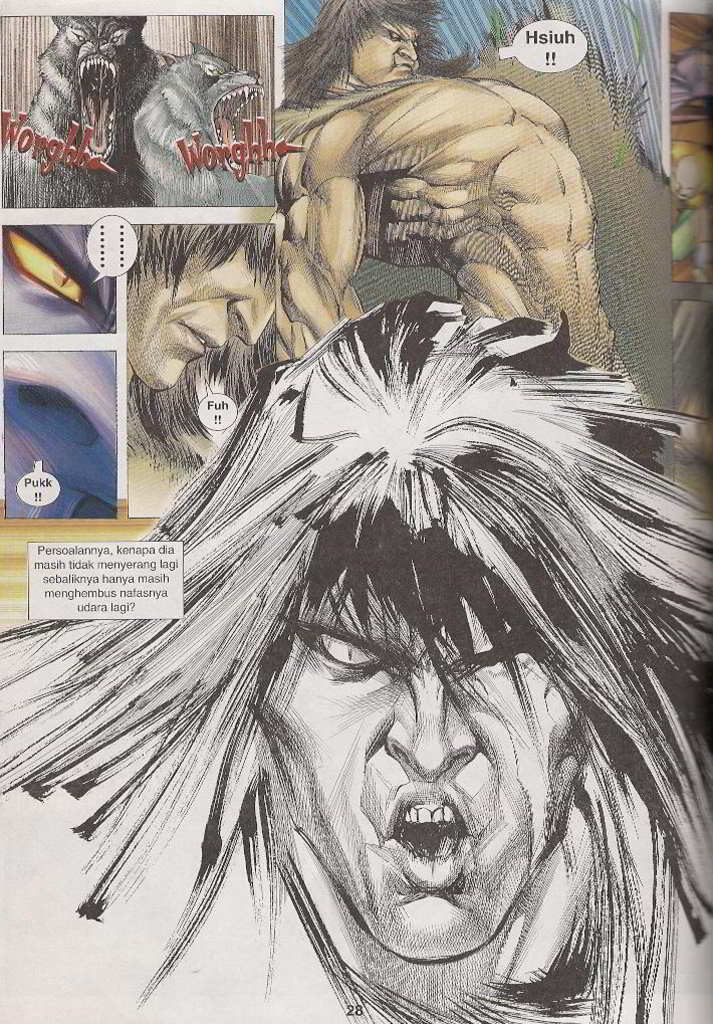 Worghh
Worghhh
Hsiuh
!!
Fuh
!!
Pukk
!!
Persoalannya, kenapa dia
masih tidak menyerang lagi
sebaliknya hanya masih
menghembus nafasnya
udara lagi?
28